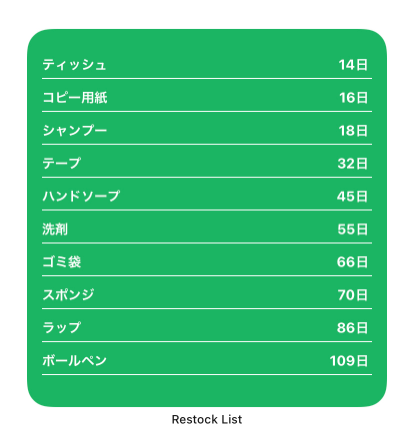 ティッシュ 14日
コピー用紙 16日
シャンプー 18日
テープ 32日
ハンドソープ 45日
洗剤 55日
ゴミ袋 66日
スポンジ 70日
ラップ 86日
ボールペン 109日
Restock List